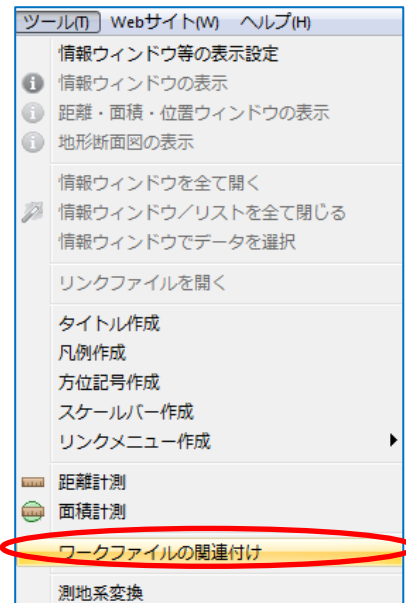 ツール(T) Webサイト(W) ヘルプ(H)
情報ウィンドウ等の表示設定
情報ウィンドウの表示
距離・面積・位置ウィンドウの表示
地形断面図の表示
情報ウィンドウを全て開く
情報ウィンドウ／リストを全て閉じる
情報ウィンドウでデータを選択
リンクファイルを開く
タイトル作成
凡例作成
方位記号作成
スケールバー作成
リンクメニュー作成
距離計測
面積計測
ワークファイルの関連付け
測地系変換